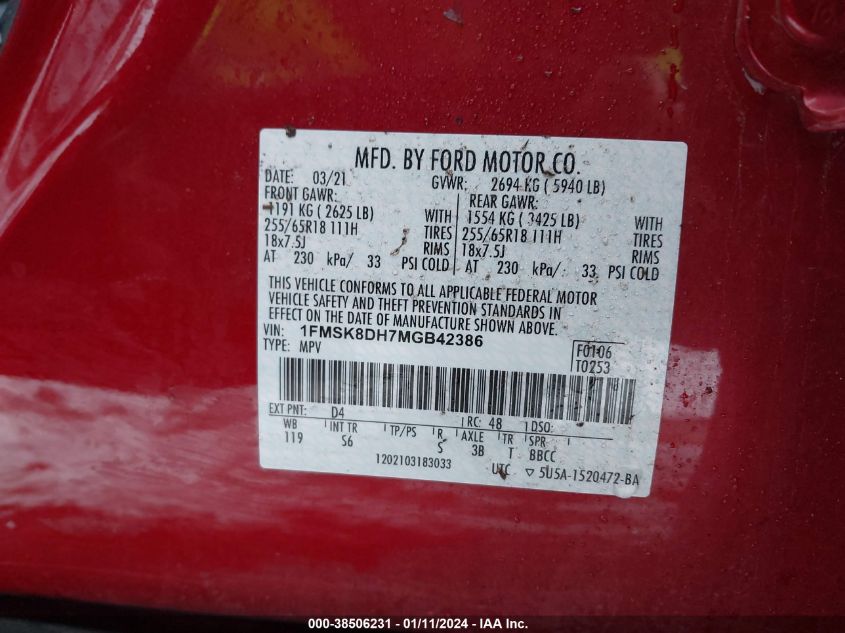 MFD. BY FORD MOTOR CO.
DATE: 03/21 GVWR: 2694 KG ( 5940 LB)
FRONT GAWR: REAR GAWR:
1191 KG ( 2625 LB) WITH 1554 KG ( 3425 LB) WITH
255/65R18 111H TIRES 255/65R18 111H TIRES
18x7.5J RIMS 18x7.5J RIMS
AT 230 kPa/ 33 PSI COLD AT 230 kPa/ 33 PSI COLD
THIS VEHICLE CONFORMS TO ALL APPLICABLE FEDERAL MOTOR
VEHICLE SAFETY AND THEFT PREVENTION STANDARDS IN
EFFECT ON THE DATE OF MANUFACTURE SHOWN ABOVE.
VIN: 1FMSK8DH7MGB42386
TYPE: MPV
F0106
T0253
EXT PNT: D4 RC: 48 DSO:
WB INT TR TP/PS R AXLE TR SPR
119 S6 S 3B T BBCC
1202103183033 UTC ▽ 5U5A-1520472-BA
000-38506231 - 01/11/2024 - IAA Inc.